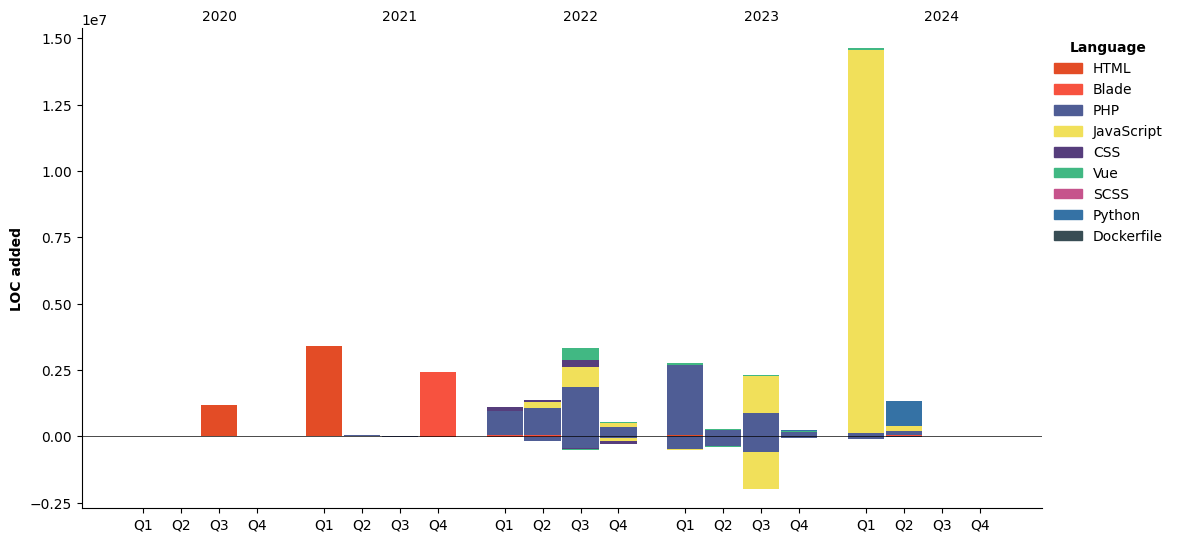 2020 2021 2022 2023 2024
1e7
1.50
1.25
1.00
0.75
0.50
0.25
0.00
−0.25
LOC added
Q1 Q2 Q3 Q4 Q1 Q2 Q3 Q4 Q1 Q2 Q3 Q4 Q1 Q2 Q3 Q4 Q1 Q2 Q3 Q4
Language
HTML
Blade
PHP
JavaScript
CSS
Vue
SCSS
Python
Dockerfile